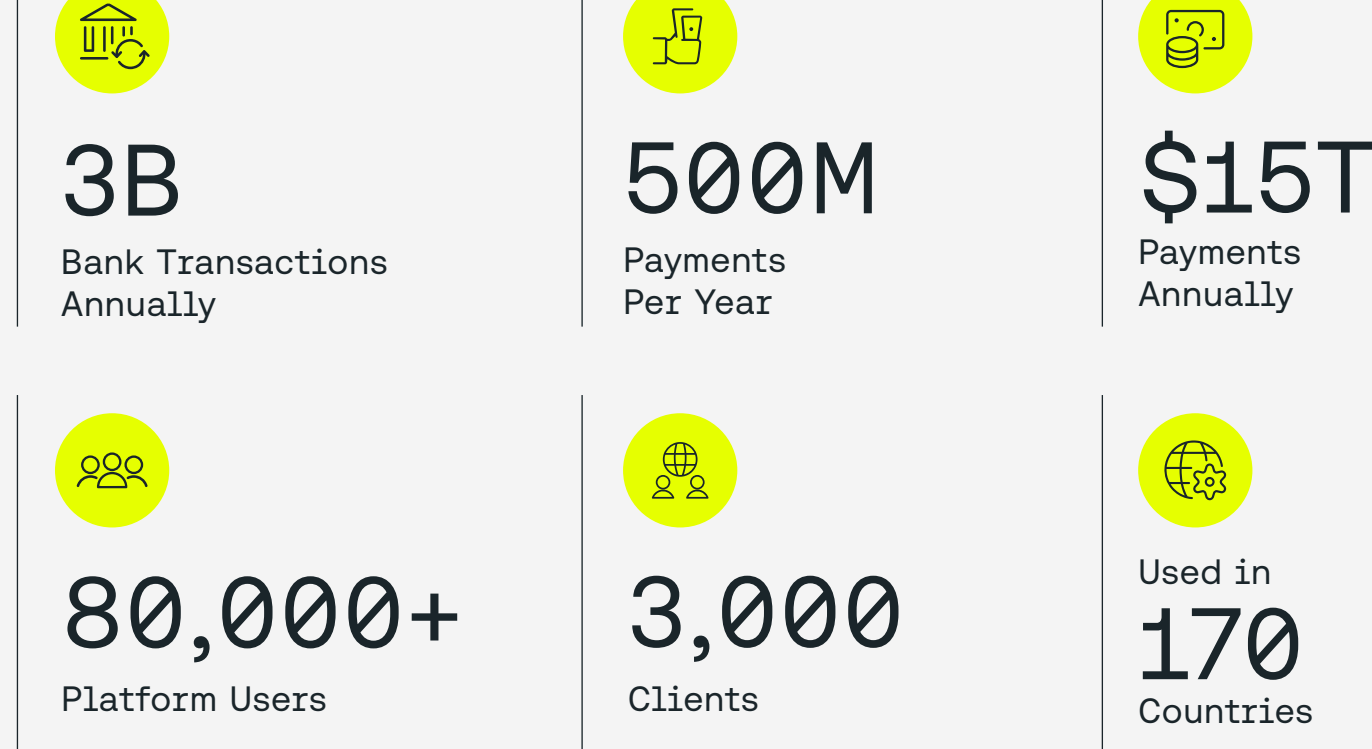 3B
Bank Transactions
Annually
500M
Payments
Per Year
$15T
Payments
Annually
80,000+
Platform Users
3,000
Clients
Used in
170
Countries